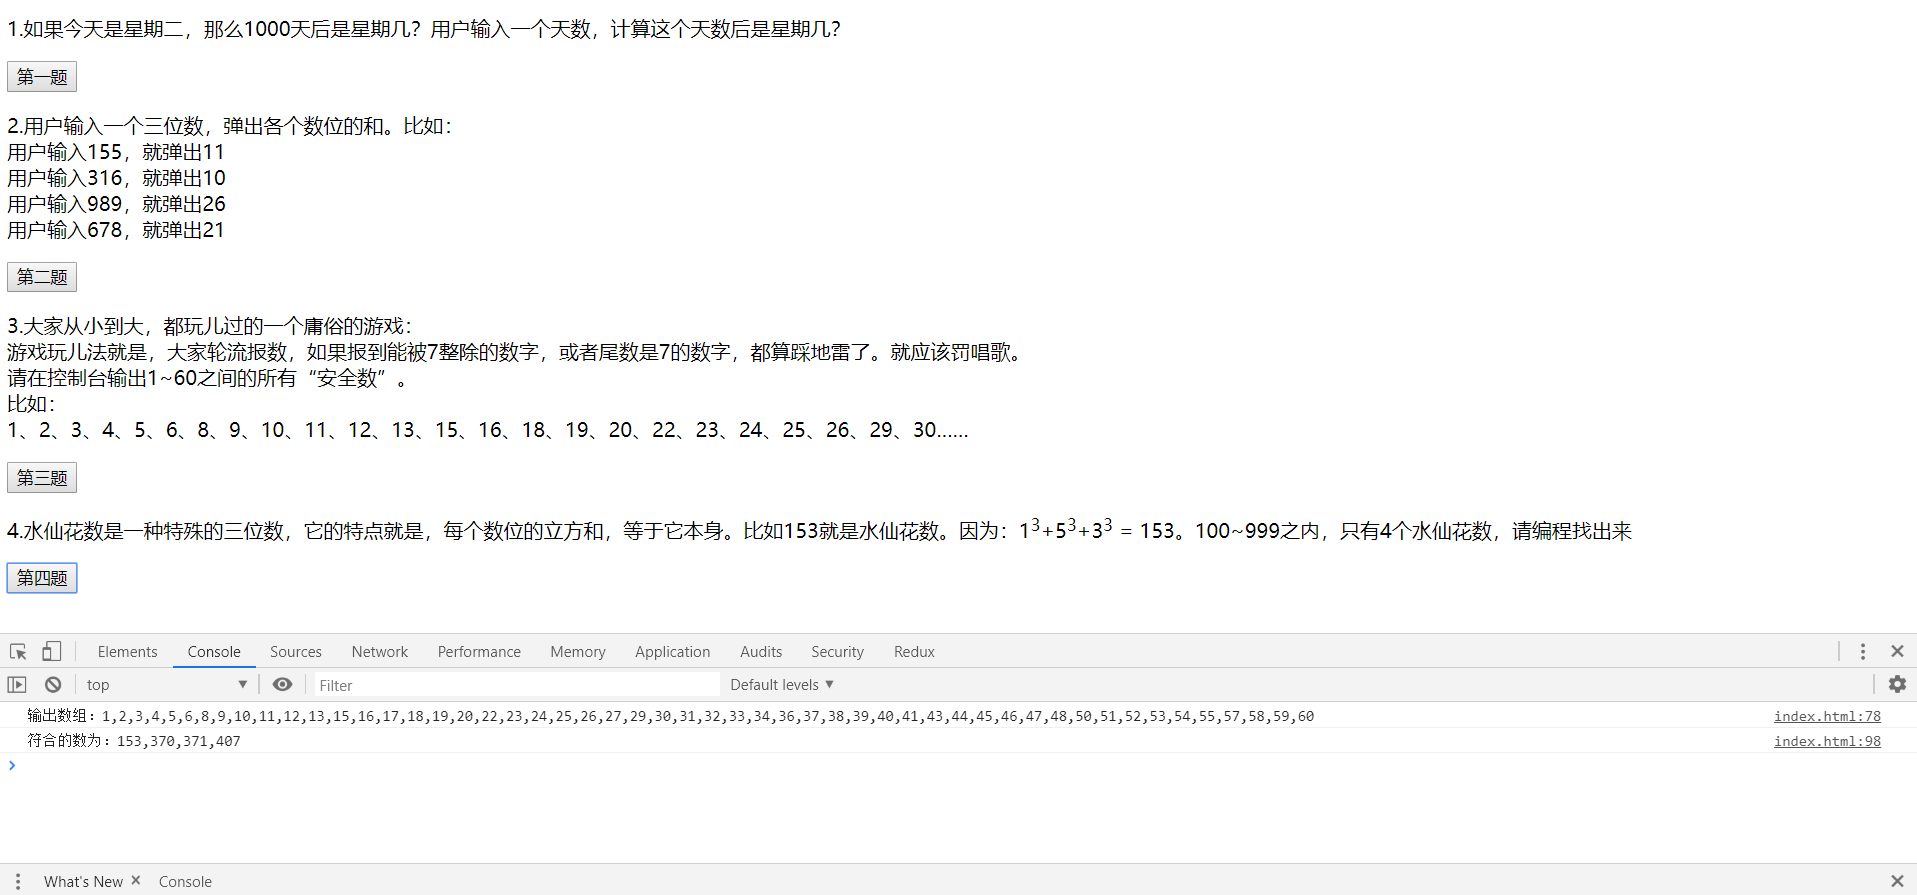 1.如果今天是星期二，那么1000天后是星期几？用户输入一个天数，计算这个天数后是星期几？
第一题
2.用户输入一个三位数，弹出各个数位的和。比如：
用户输入155，就弹出11
用户输入316，就弹出10
用户输入989，就弹出26
用户输入678，就弹出21
第二题
3.大家从小到大，都玩儿过的一个庸俗的游戏：
游戏玩儿法就是，大家轮流报数，如果报到能被7整除的数字，或者尾数是7的数字，都算踩地雷了。就应该罚唱歌。
请在控制台输出1~60之间的所有“安全数”。
比如：
1、2、3、4、5、6、8、9、10、11、12、13、15、16、18、19、20、22、23、24、25、26、29、30......
第三题
4.水仙花数是一种特殊的三位数，它的特点就是，每个数位的立方和，等于它本身。比如153就是水仙花数。因为：1³+5³+3³ = 153。100~999之内，只有4个水仙花数，请编程找出来
第四题
Elements Console Sources Network Performance Memory Application Audits Security Redux
top Filter Default levels
输出数组：1,2,3,4,5,6,8,9,10,11,12,13,15,16,17,18,19,20,22,23,24,25,26,27,29,30,31,32,33,34,36,37,38,39,40,41,43,44,45,46,47,48,50,51,52,53,54,55,57,58,59,60 index.html:78
符合的数为：153,370,371,407 index.html:98
What's New Console